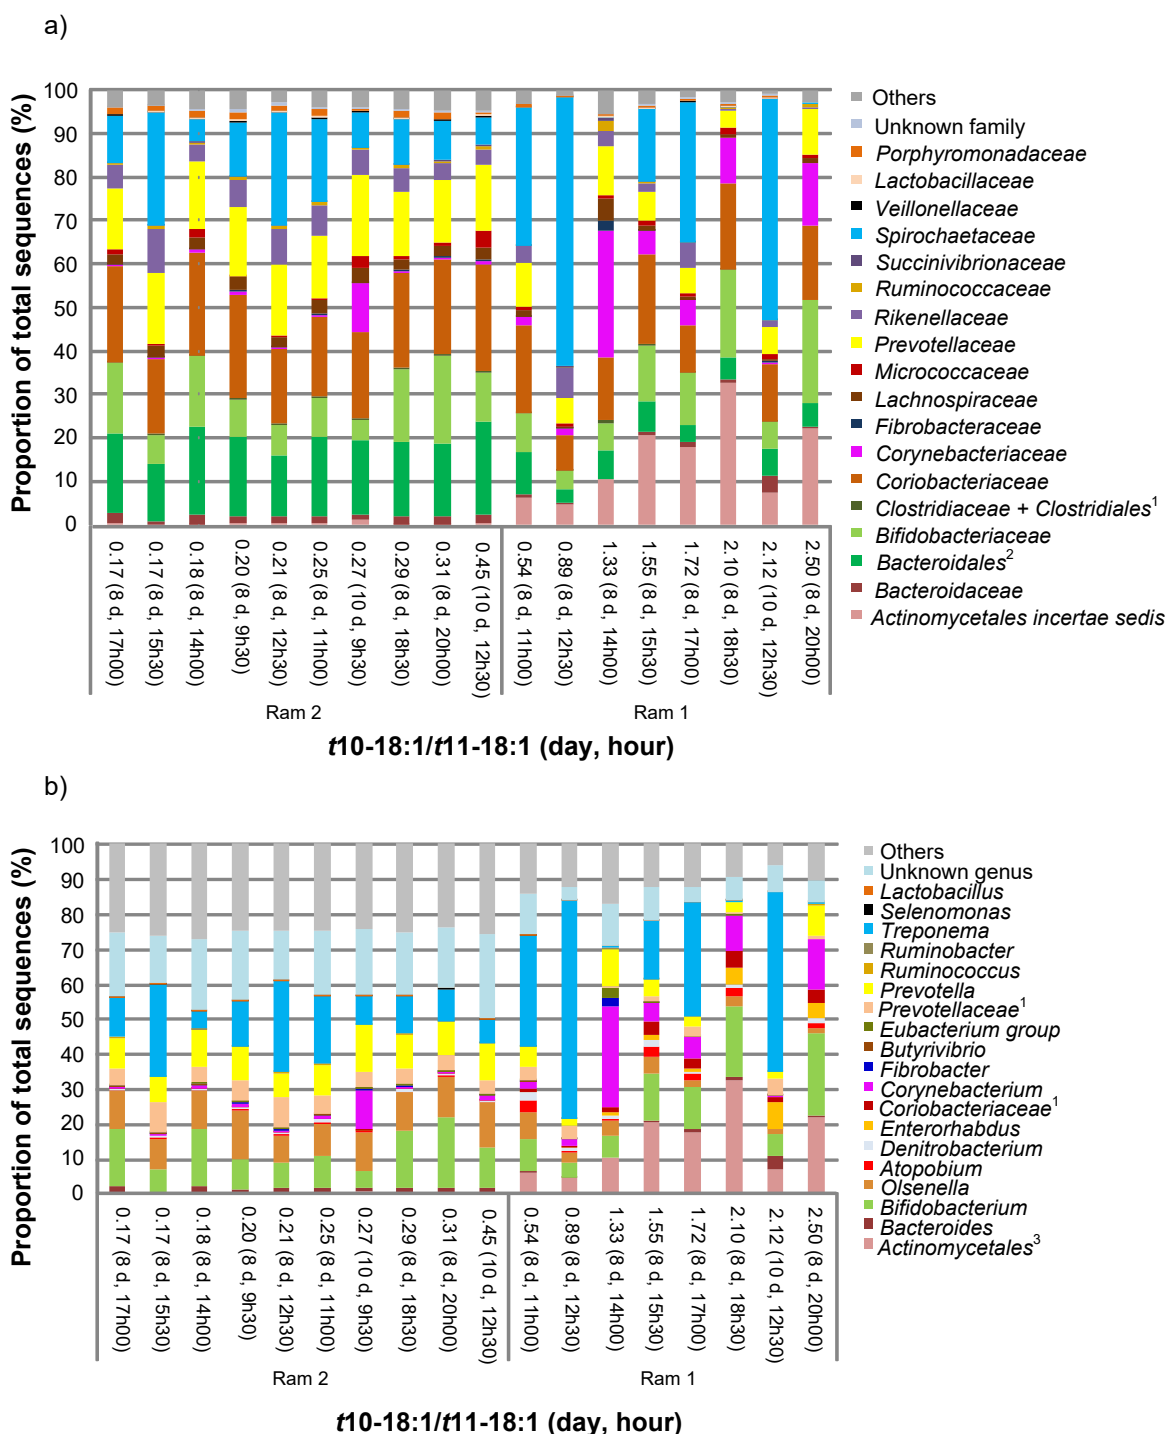 a)
Proportion of total sequences (%)
100
90
80
70
60
50
40
30
20
10
0
Others
Unknown family
Porphyromonadaceae
Lactobacillaceae
Veillonellaceae
Spirochaetaceae
Succinivibrionaceae
Ruminococcaceae
Rikenellaceae
Prevotellaceae
Micrococcaceae
Lachnospiraceae
Fibrobacteraceae
Corynebacteriaceae
Coriobacteriaceae
Clostridiaceae + Clostridiales1
Bifidobacteriaceae
Bacteroidales2
Bacteroidaceae
Actinomycetales incertae sedis
0.17 (8 d, 17h00)
0.17 (8 d, 15h30)
0.18 (8 d, 14h00)
0.20 (8 d, 9h30)
0.21 (8 d, 12h30)
0.25 (8 d, 11h00)
0.27 (10 d, 9h30)
0.29 (8 d, 18h30)
0.31 (8 d, 20h00)
0.45 (10 d, 12h30)
0.54 (8 d, 11h00)
0.89 (8 d, 12h30)
1.33 (8 d, 14h00)
1.55 (8 d, 15h30)
1.72 (8 d, 17h00)
2.10 (8 d, 18h30)
2.12 (10 d, 12h30)
2.50 (8 d, 20h00)
Ram 2
Ram 1
t10-18:1/t11-18:1 (day, hour)
b)
Proportion of total sequences (%)
100
90
80
70
60
50
40
30
20
10
0
Others
Unknown genus
Lactobacillus
Selenomonas
Treponema
Ruminobacter
Ruminococcus
Prevotella
Prevotellaceae1
Eubacterium group
Butyrivibrio
Fibrobacter
Corynebacterium
Coriobacteriaceae1
Enterorhabdus
Denitrobacterium
Atopobium
Olsenella
Bifidobacterium
Bacteroides
Actinomycetales3
0.17 (8 d, 17h00)
0.17 (8 d, 15h30)
0.18 (8 d, 14h00)
0.20 (8 d, 9h30)
0.21 (8 d, 12h30)
0.25 (8 d, 11h00)
0.27 (10 d, 9h30)
0.29 (8 d, 18h30)
0.31 (8 d, 20h00)
0.45 (10 d, 12h30)
0.54 (8 d, 11h00)
0.89 (8 d, 12h30)
1.33 (8 d, 14h00)
1.55 (8 d, 15h30)
1.72 (8 d, 17h00)
2.10 (8 d, 18h30)
2.12 (10 d, 12h30)
2.50 (8 d, 20h00)
Ram 2
Ram 1
t10-18:1/t11-18:1 (day, hour)